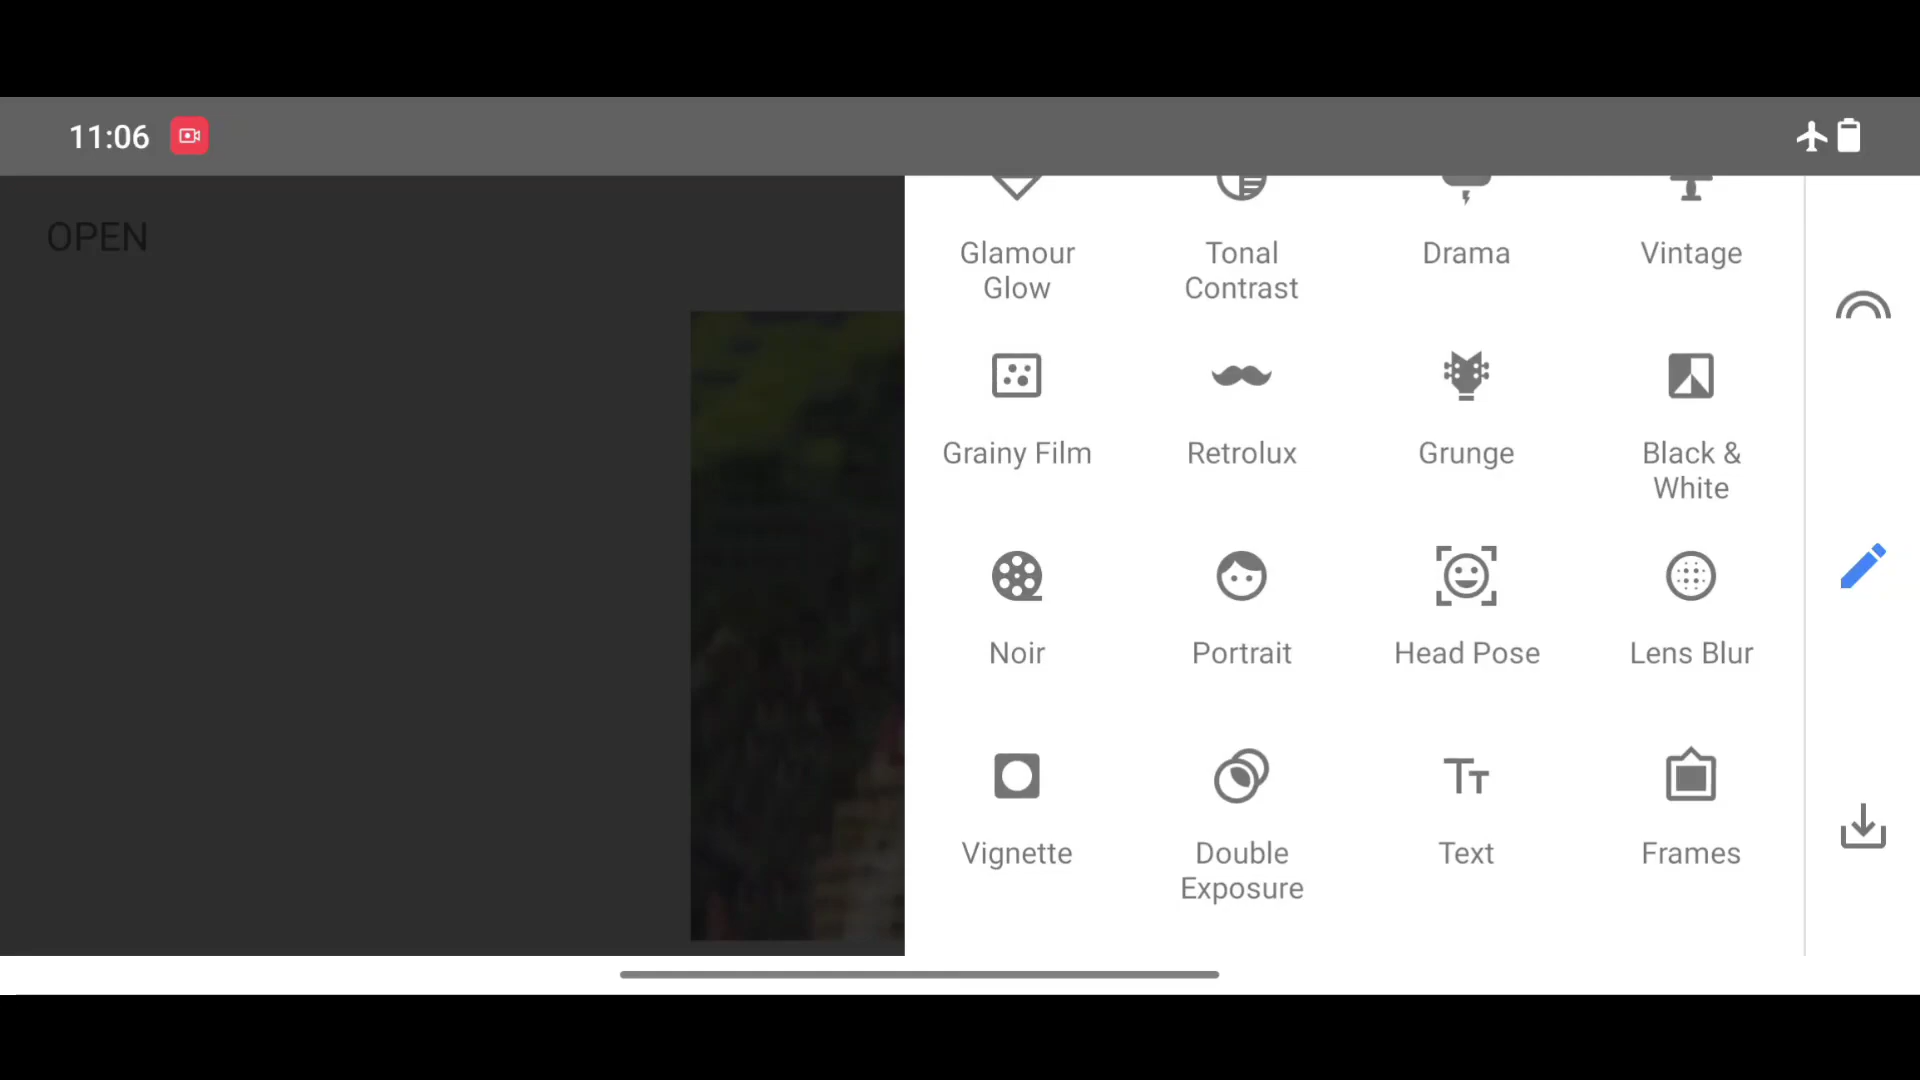 11:06
OPEN
Glamour
Glow
Tonal
Contrast
Drama
Vintage
Grainy Film
Retrolux
Grunge
Black &
White
Noir
Portrait
Head Pose
Lens Blur
Vignette
Double
Exposure
Text
Frames